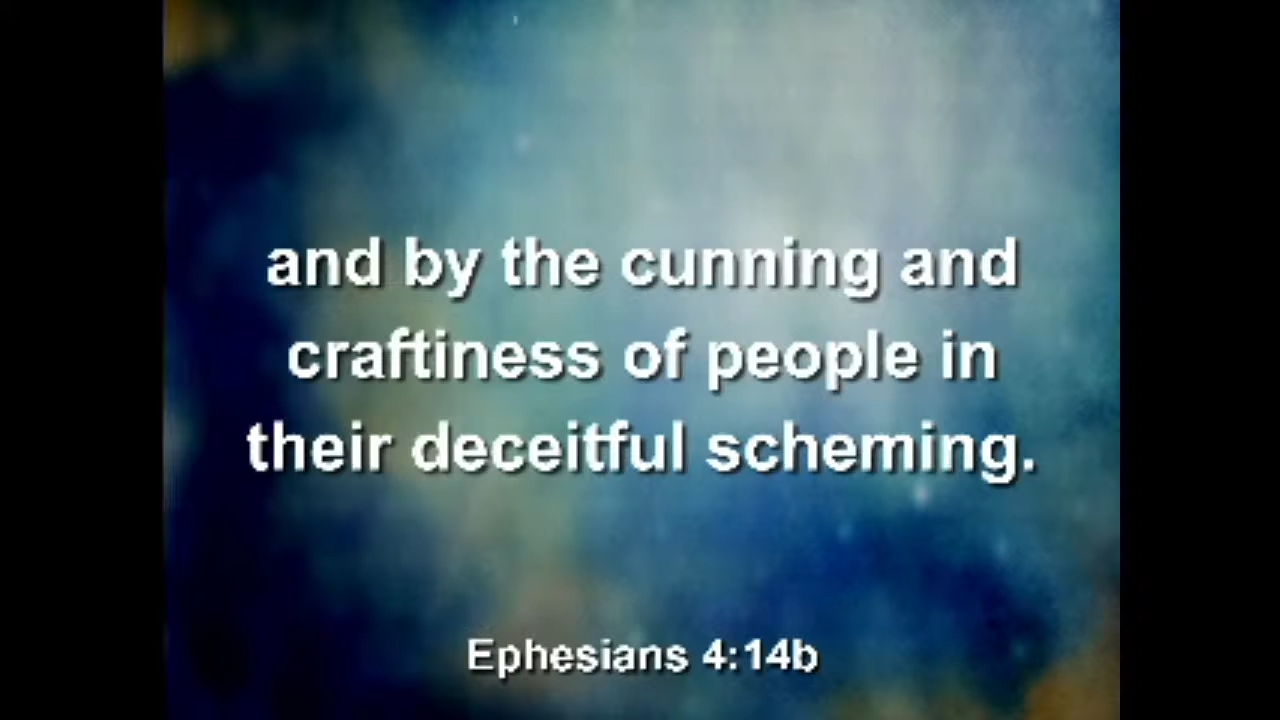 and by the cunning and
craftiness of people in
their deceitful scheming.
Ephesians 4:14b